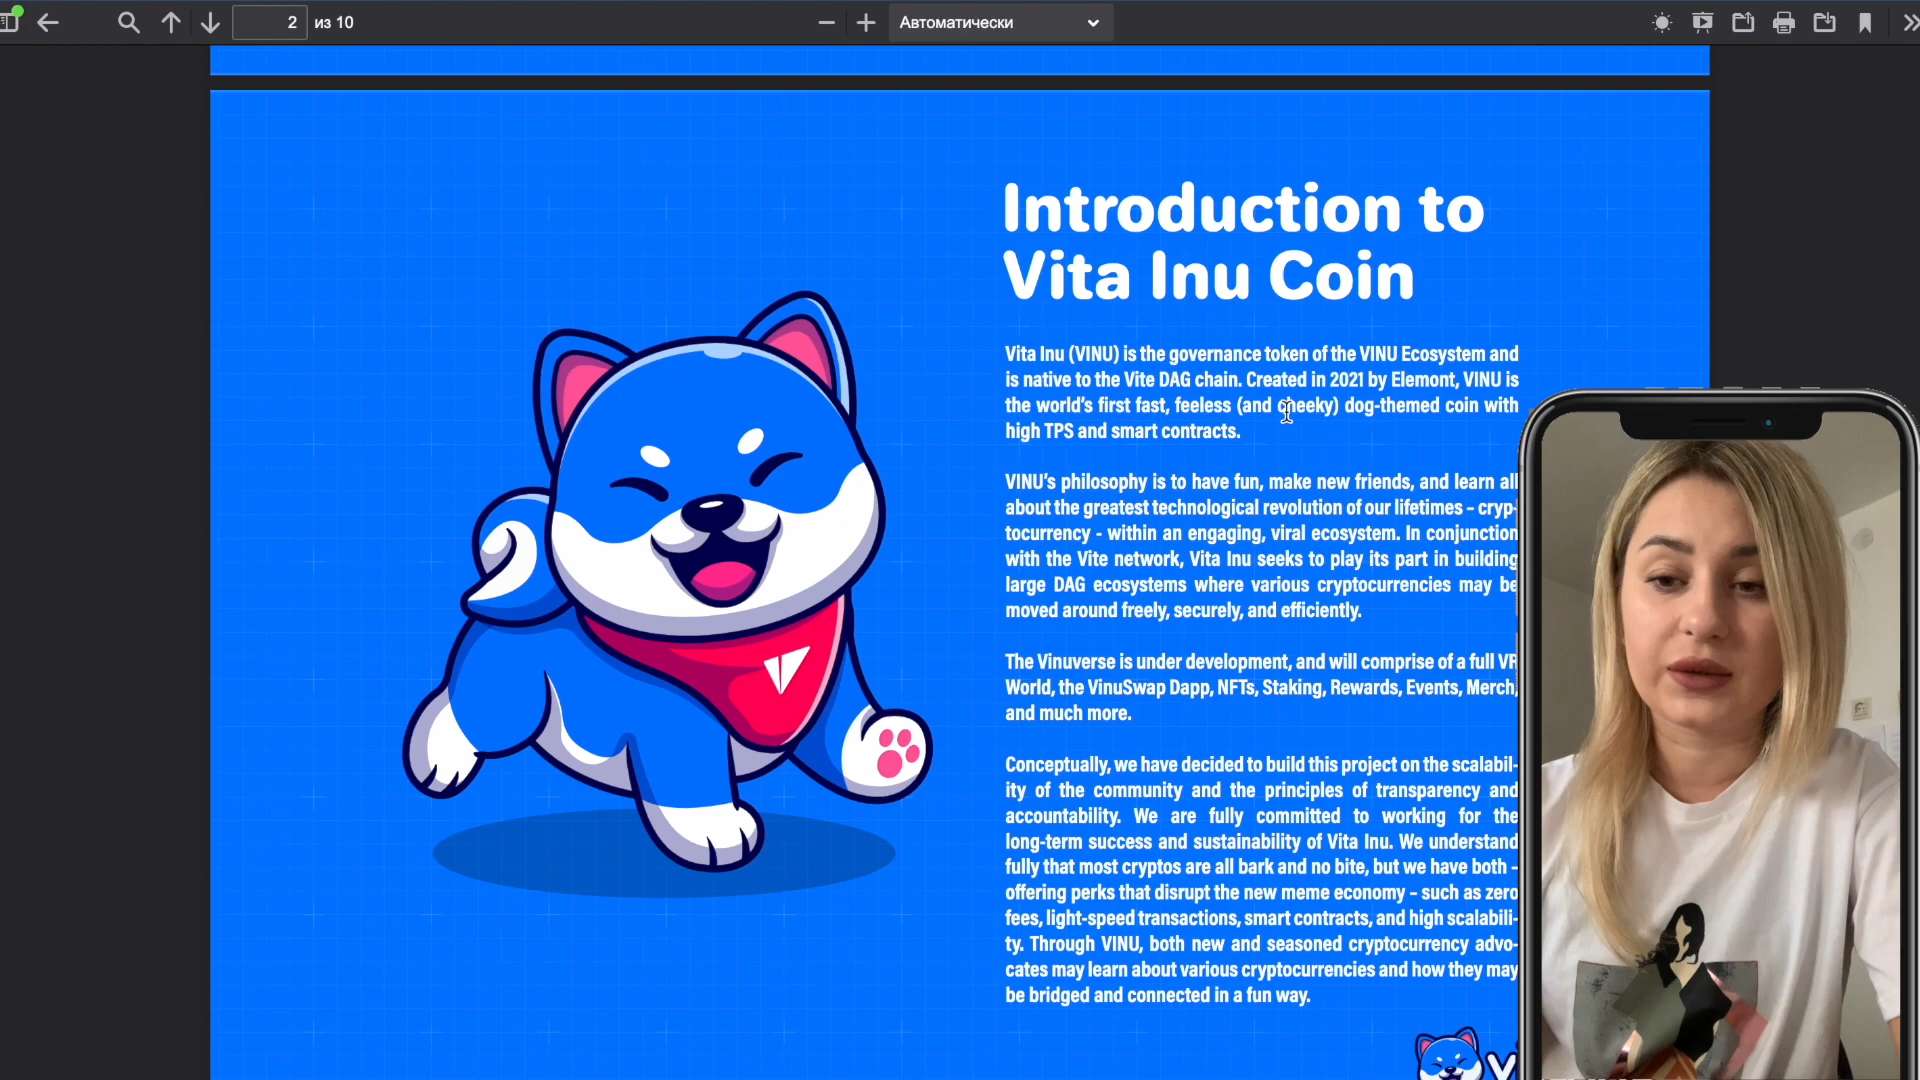 2 из 10
Автоматически
Introduction to
Vita Inu Coin
Vita Inu (VINU) is the governance token of the VINU Ecosystem and
is native to the Vite DAG chain. Created in 2021 by Elemont, VINU is
the world's first fast, feeless (and cheeky) dog-themed coin with
high TPS and smart contracts.
VINU's philosophy is to have fun, make new friends, and learn all
about the greatest technological revolution of our lifetimes – cryp-
tocurrency - within an engaging, viral ecosystem. In conjunction
with the Vite network, Vita Inu seeks to play its part in building
large DAG ecosystems where various cryptocurrencies may be
moved around freely, securely, and efficiently.
The Vinuverse is under development, and will comprise of a full VR
World, the VinuSwap Dapp, NFTs, Staking, Rewards, Events, Merch,
and much more.
Conceptually, we have decided to build this project on the scalabil-
ity of the community and the principles of transparency and
accountability. We are fully committed to working for the
long-term success and sustainability of Vita Inu. We understand
fully that most cryptos are all bark and no bite, but we have both -
offering perks that disrupt the new meme economy – such as zero
fees, light-speed transactions, smart contracts, and high scalabili-
ty. Through VINU, both new and seasoned cryptocurrency advo-
cates may learn about various cryptocurrencies and how they may
be bridged and connected in a fun way.